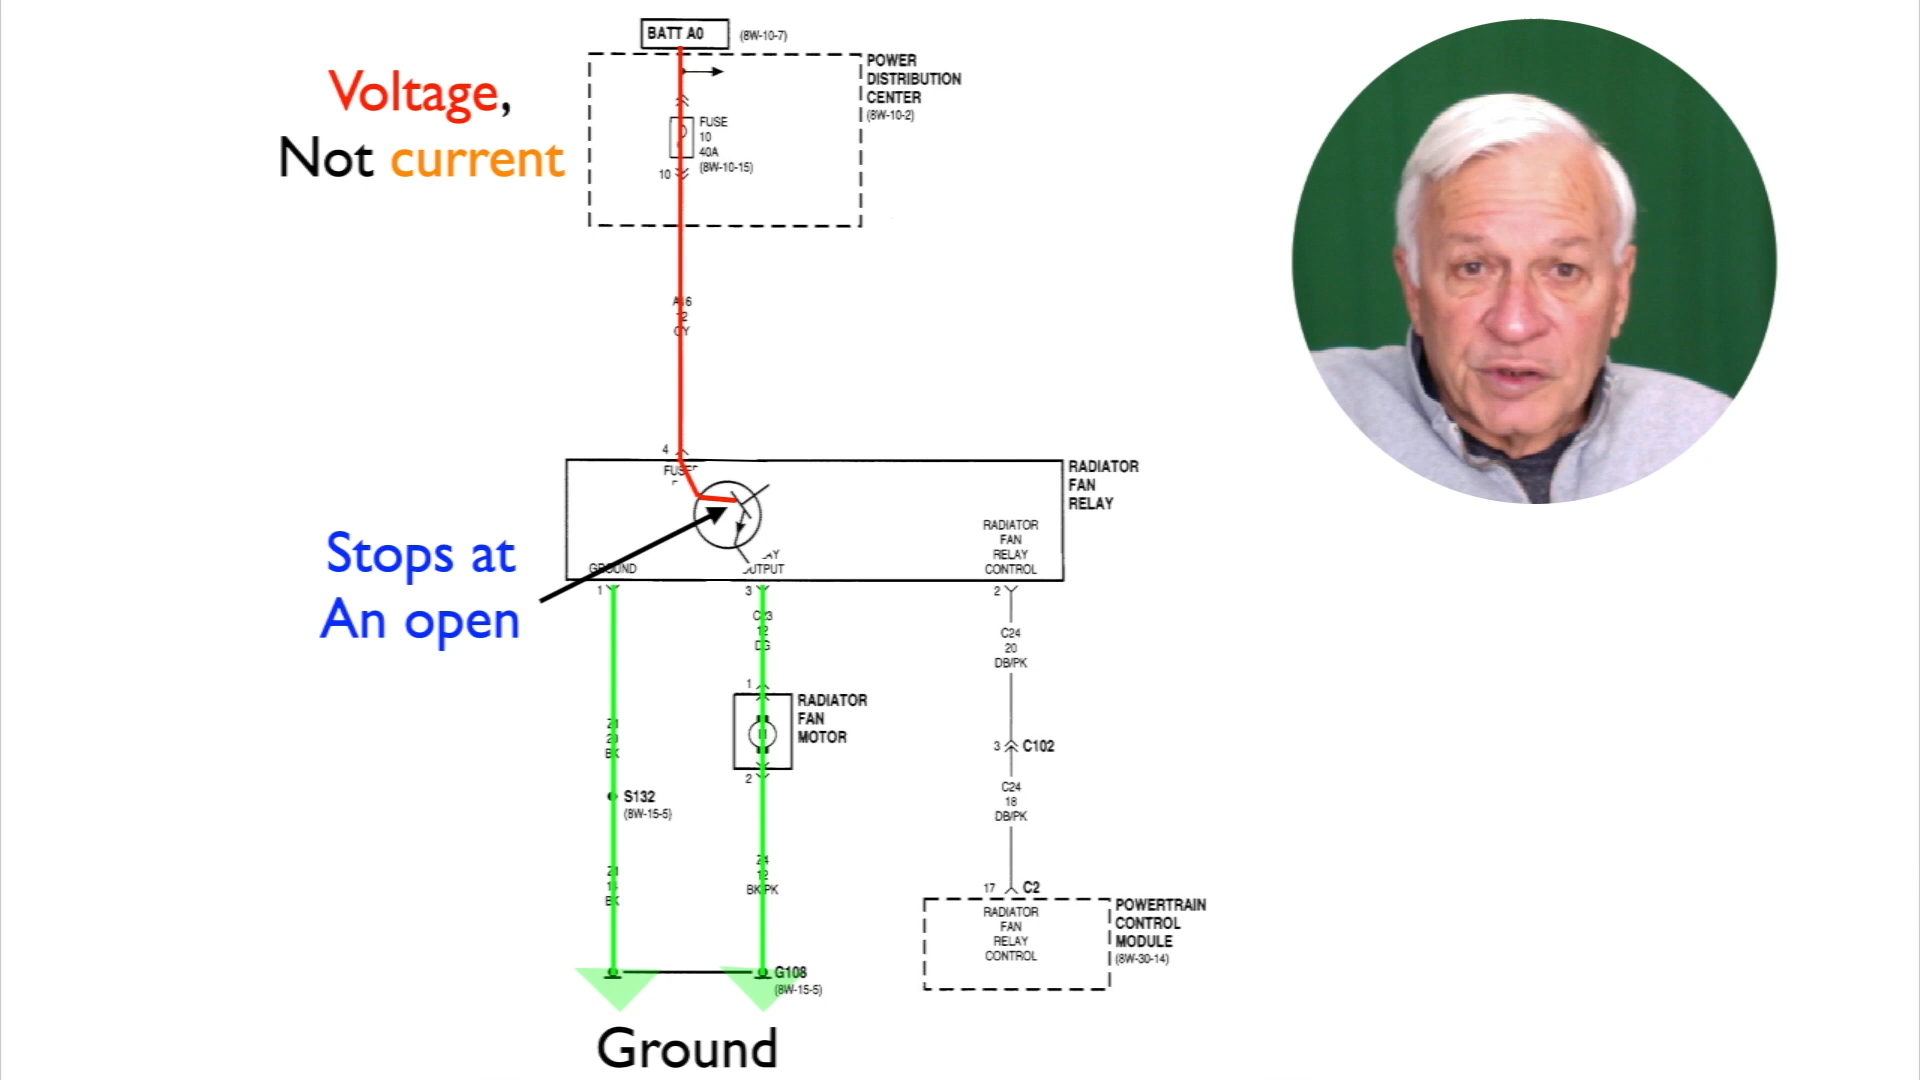 BATT A0
(8W-10-7)
POWER
DISTRIBUTION
CENTER
(8W-10-2)
Voltage,
Not current
FUSE
10
40A
(8W-10-15)
10
4
RADIATOR
FAN
RELAY
RADIATOR
FAN
RELAY
CONTROL
GROUND
Stops at
An open
1
3
2
C24
20
DB/PK
1
RADIATOR
FAN
MOTOR
2
3
C102
S132
(8W-15-5)
C24
18
DB/PK
17
C2
RADIATOR
FAN
RELAY
CONTROL
POWERTRAIN
CONTROL
MODULE
(8W-30-14)
G108
(8W-15-5)
Ground